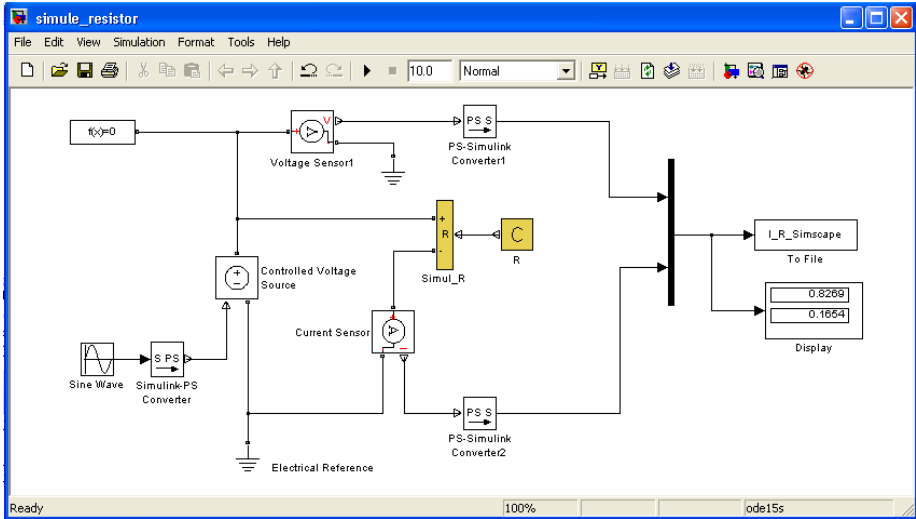 simule_resistor
File Edit View Simulation Format Tools Help
10.0 Normal
f(x)=0
+
V
Voltage Sensor1
PS S
PS-Simulink
Converter1
+
R
-
Simul_R
C
R
I_R_Simscape
To File
Controlled Voltage
Source
0.8269
0.1654
Display
Current Sensor
Sine Wave
S PS
Simulink-PS
Converter
PS S
PS-Simulink
Converter2
Electrical Reference
Ready 100% ode15s